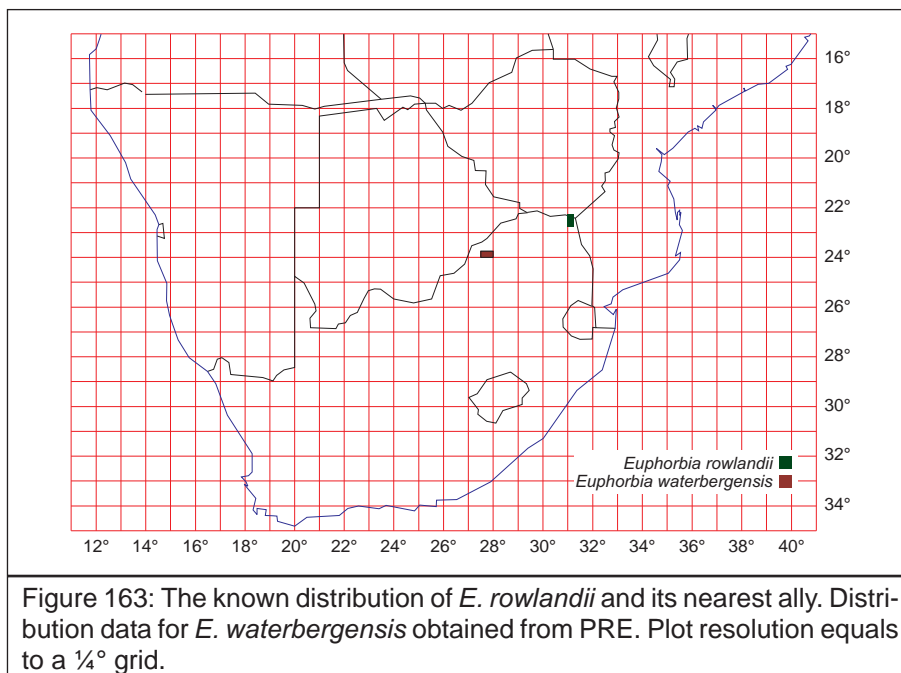 16°
18°
20°
22°
24°
26°
28°
30°
32°
34°
Euphorbia rowlandii
Euphorbia waterbergensis
12° 14° 16° 18° 20° 22° 24° 26° 28° 30° 32° 34° 36° 38° 40°
Figure 163: The known distribution of E. rowlandii and its nearest ally. Distri-
bution data for E. waterbergensis obtained from PRE. Plot resolution equals
to a ¼° grid.